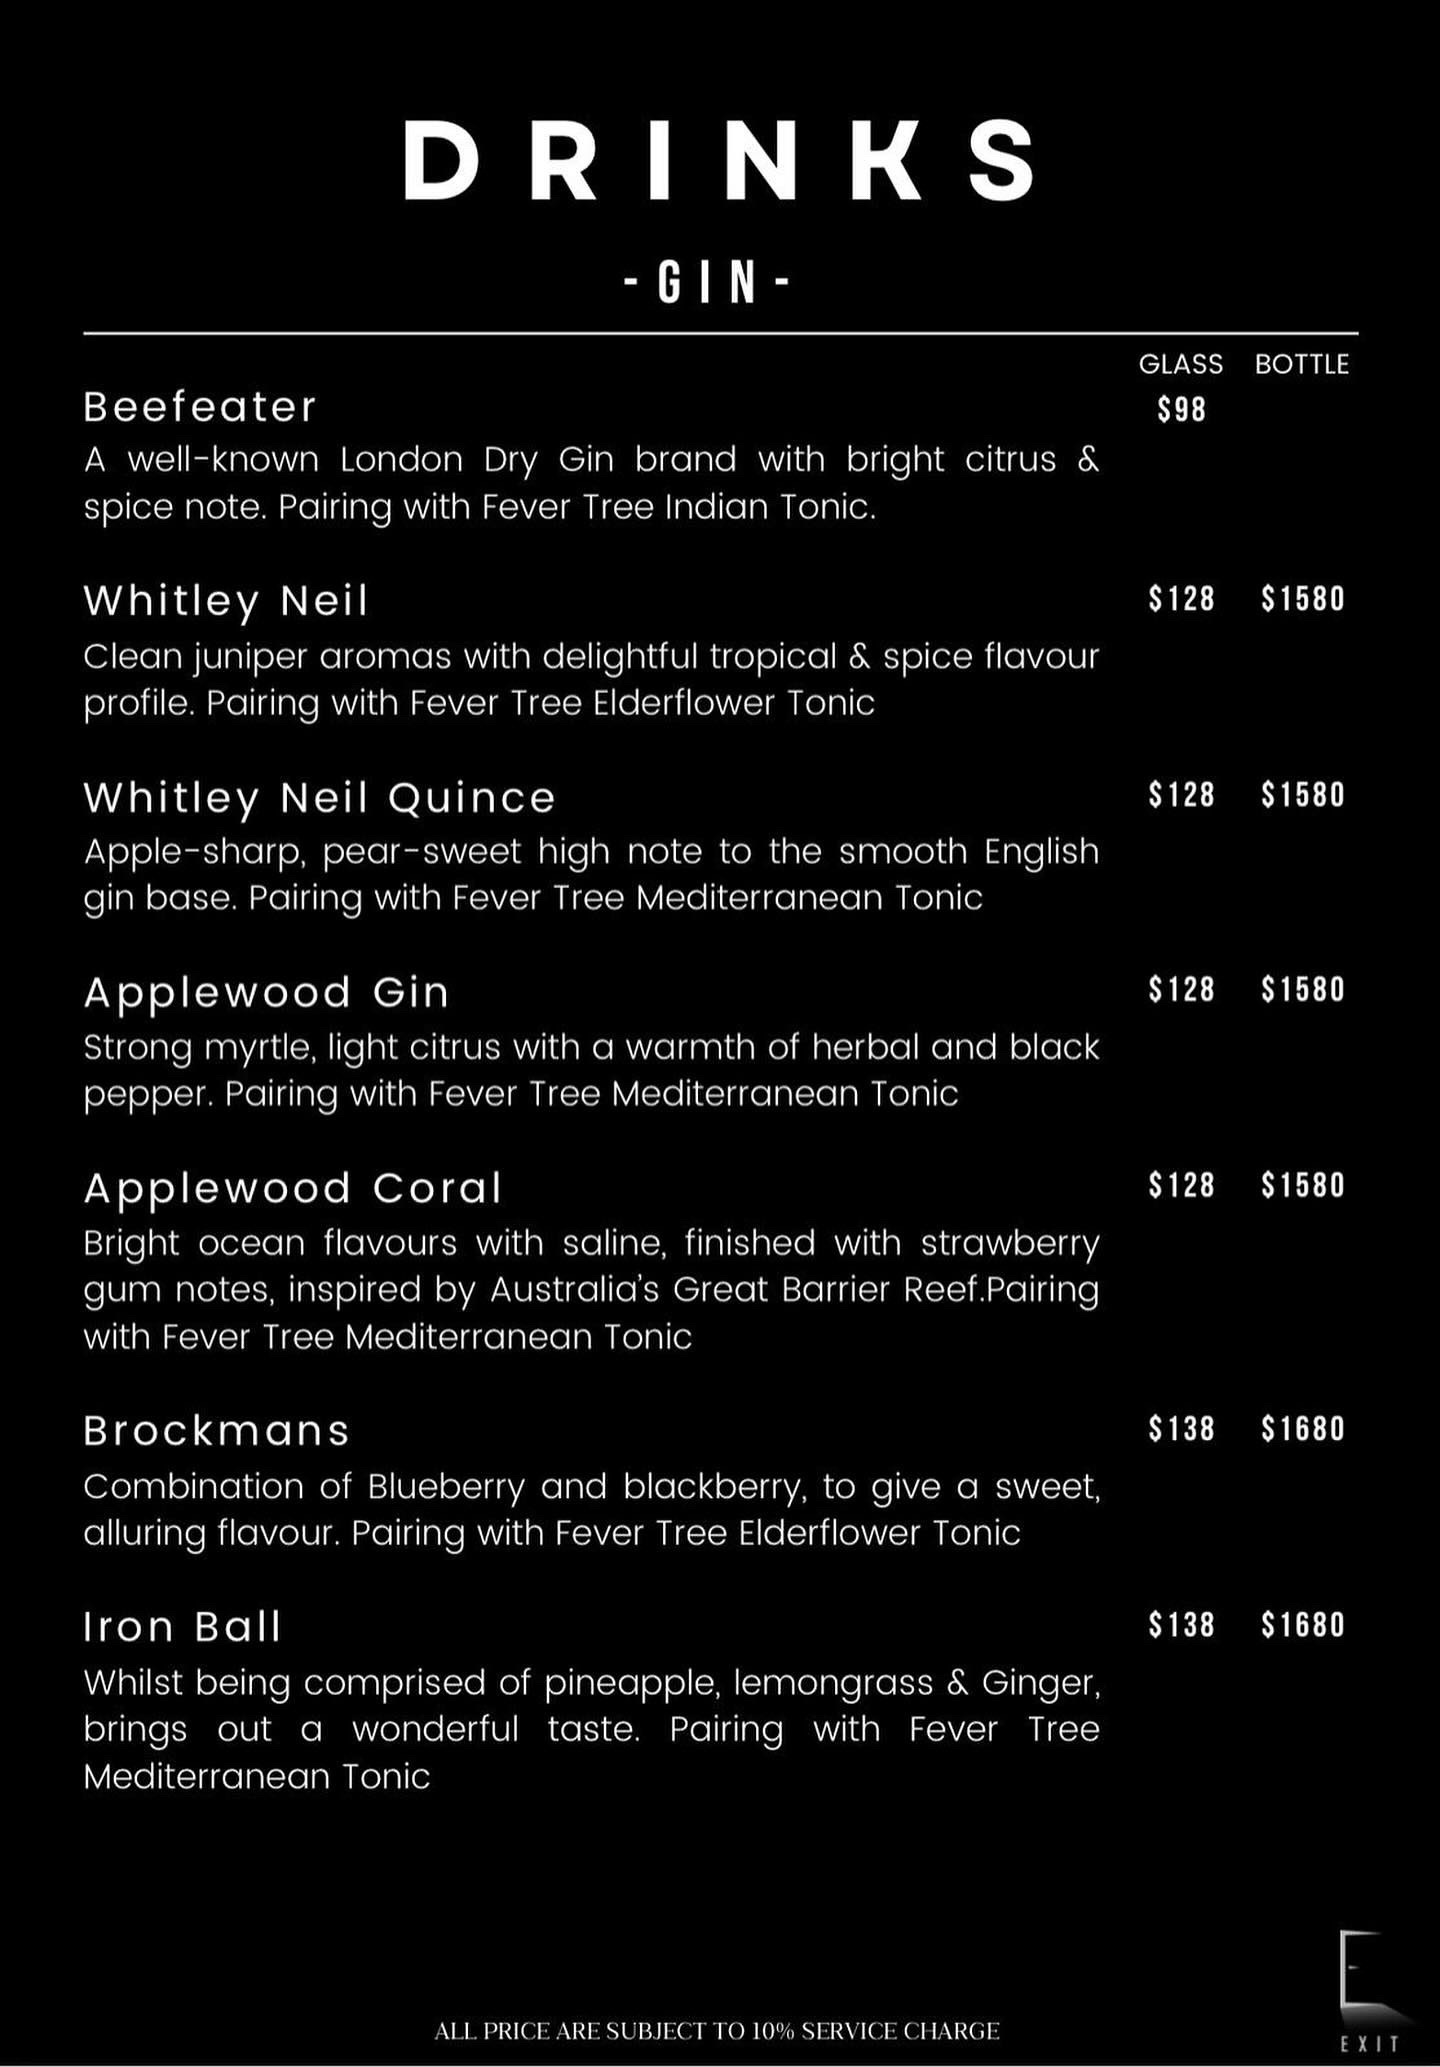 DRINKS
-GIN-
GLASS BOTTLE
Beefeater $98
A well-known London Dry Gin brand with bright citrus &
spice note. Pairing with Fever Tree Indian Tonic.
Whitley Neil $128 $1580
Clean juniper aromas with delightful tropical & spice flavour
profile. Pairing with Fever Tree Elderflower Tonic
Whitley Neil Quince $128 $1580
Apple-sharp, pear-sweet high note to the smooth English
gin base. Pairing with Fever Tree Mediterranean Tonic
Applewood Gin $128 $1580
Strong myrtle, light citrus with a warmth of herbal and black
pepper. Pairing with Fever Tree Mediterranean Tonic
Applewood Coral $128 $1580
Bright ocean flavours with saline, finished with strawberry
gum notes, inspired by Australia's Great Barrier Reef.Pairing
with Fever Tree Mediterranean Tonic
Brockmans $138 $1680
Combination of Blueberry and blackberry, to give a sweet,
alluring flavour. Pairing with Fever Tree Elderflower Tonic
Iron Ball $138 $1680
Whilst being comprised of pineapple, lemongrass & Ginger,
brings out a wonderful taste. Pairing with Fever Tree
Mediterranean Tonic
ALL PRICE ARE SUBJECT TO 10% SERVICE CHARGE
E
EXIT